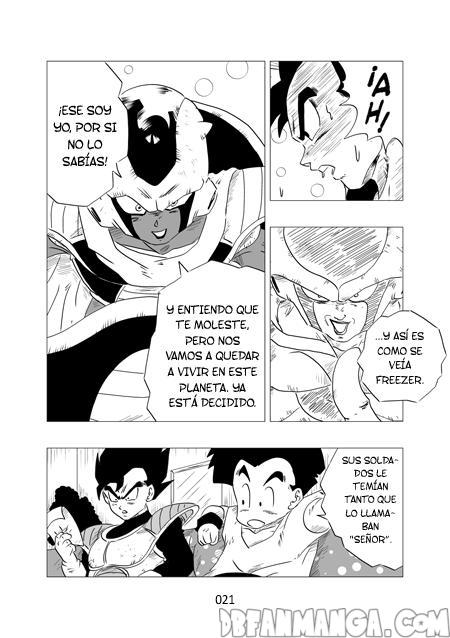 ¡ESE SOY
YO, POR SI
NO LO
SABÍAS!
¡A
H!
Y ENTIENDO QUE
TE MOLESTE,
PERO NOS
VAMOS A QUEDAR
A VIVIR EN ESTE
PLANETA. YA
ESTÁ DECIDIDO.
...Y ASÍ ES
COMO SE
VEÍA
FREEZER.
SUS SOLDA-
DOS LE
TEMÍAN
TANTO QUE
LO LLAMA-
BAN
"SEÑOR".
021
DBFANMANGA.COM